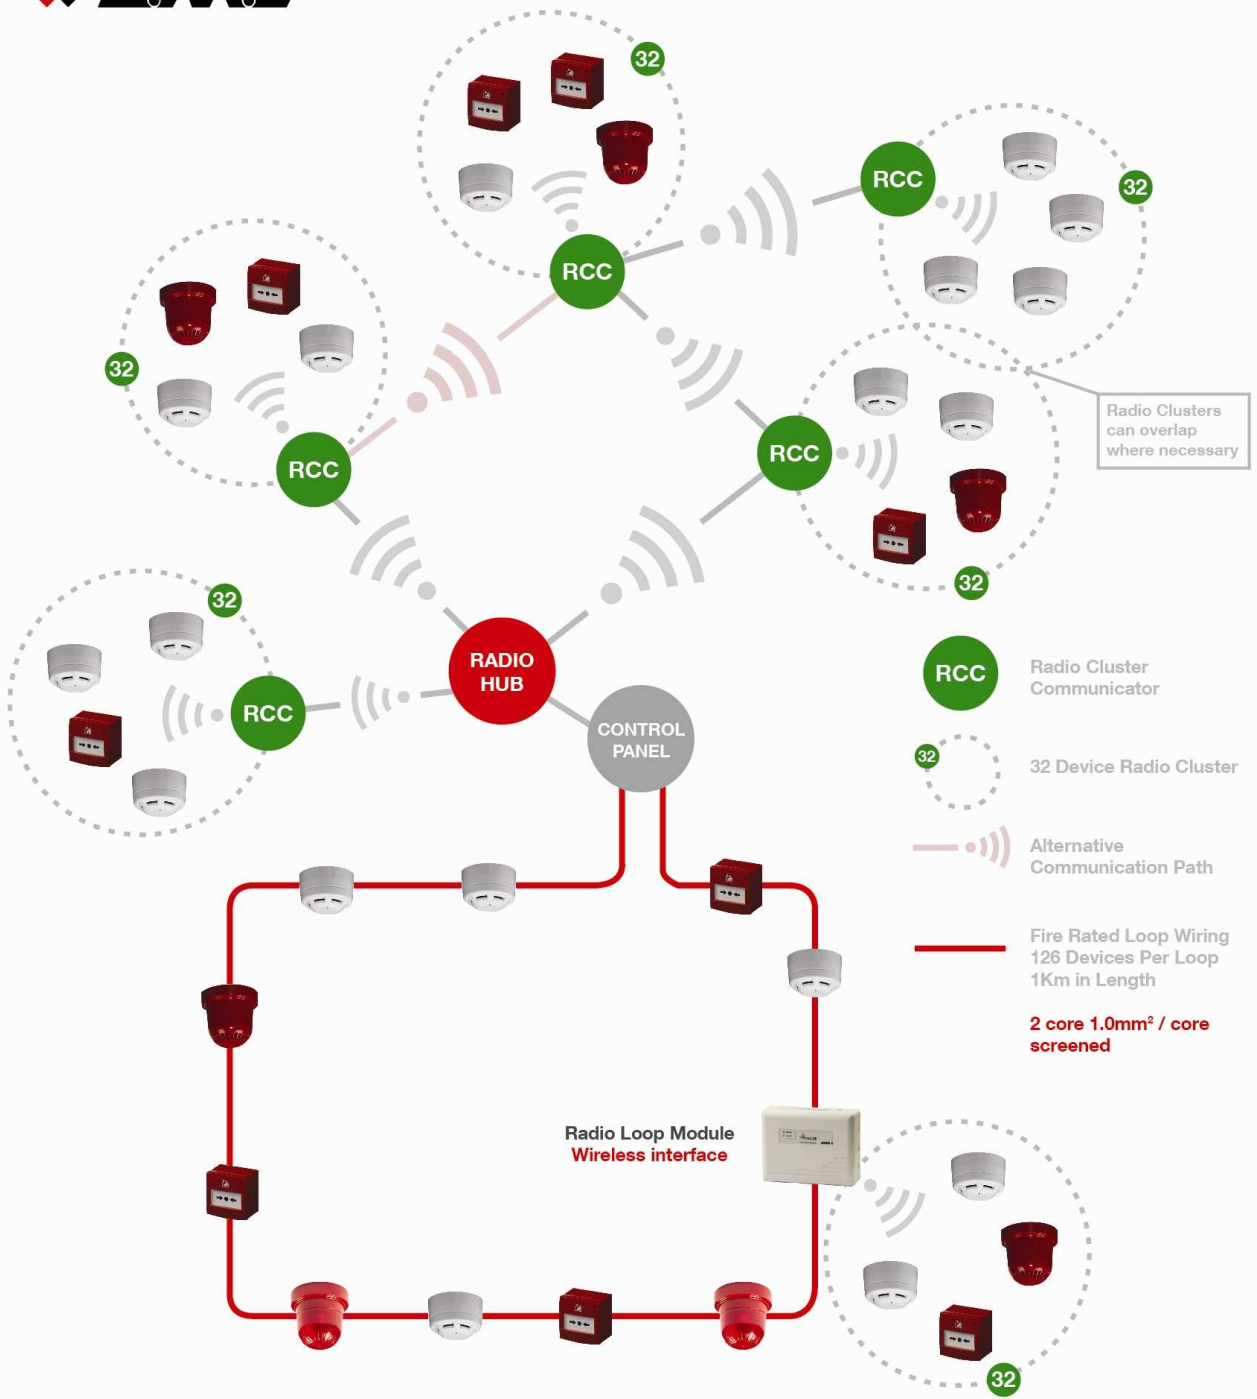 32
RCC
32
RCC
32
RCC
32
RCC
32
Radio Clusters
can overlap
where necessary
32
RCC
RADIO
HUB
CONTROL
PANEL
RCC
Radio Cluster
Communicator
32
32 Device Radio Cluster
Alternative
Communication Path
Fire Rated Loop Wiring
126 Devices Per Loop
1Km in Length
2 core 1.0mm² / core
screened
Radio Loop Module
Wireless interface
32